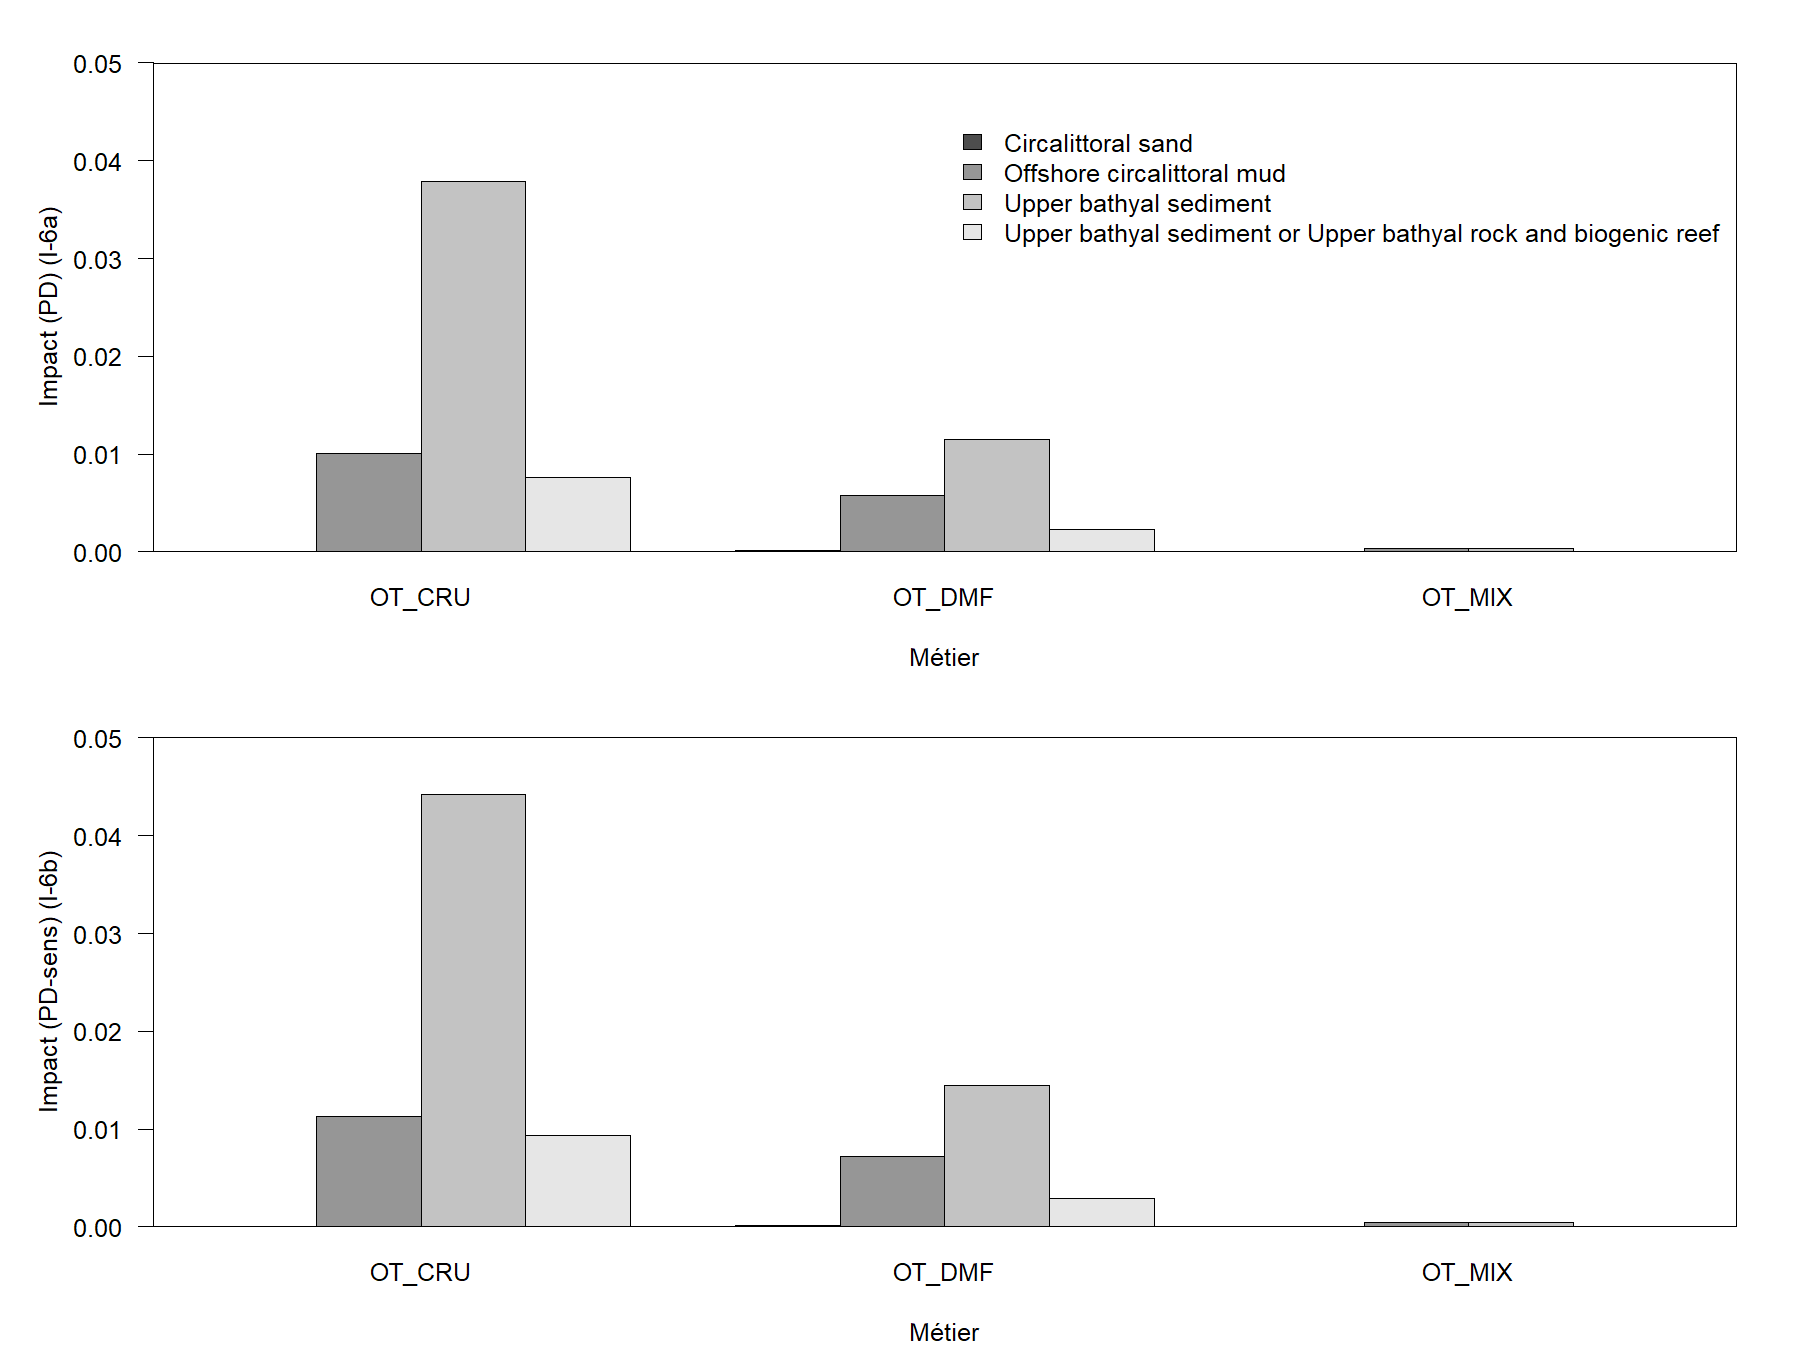 0.05
0.04
0.03
0.02
0.01
0.00
Impact (PD) (I-6a)
Circalittoral sand
Offshore circalittoral mud
Upper bathyal sediment
Upper bathyal sediment or Upper bathyal rock and biogenic reef
OT_CRU OT_DMF OT_MIX
Métier
0.05
0.04
0.03
0.02
0.01
0.00
Impact (PD-sens) (I-6b)
OT_CRU OT_DMF OT_MIX
Métier